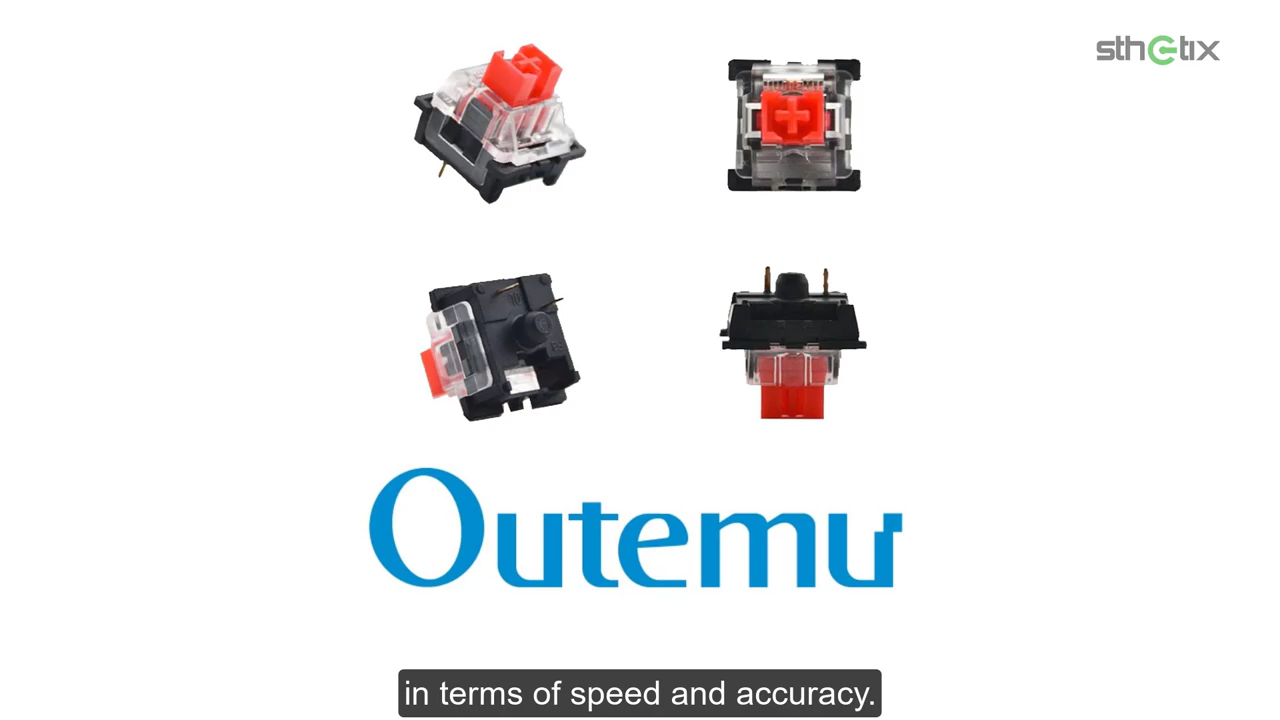 sthetix
Outemu
in terms of speed and accuracy.